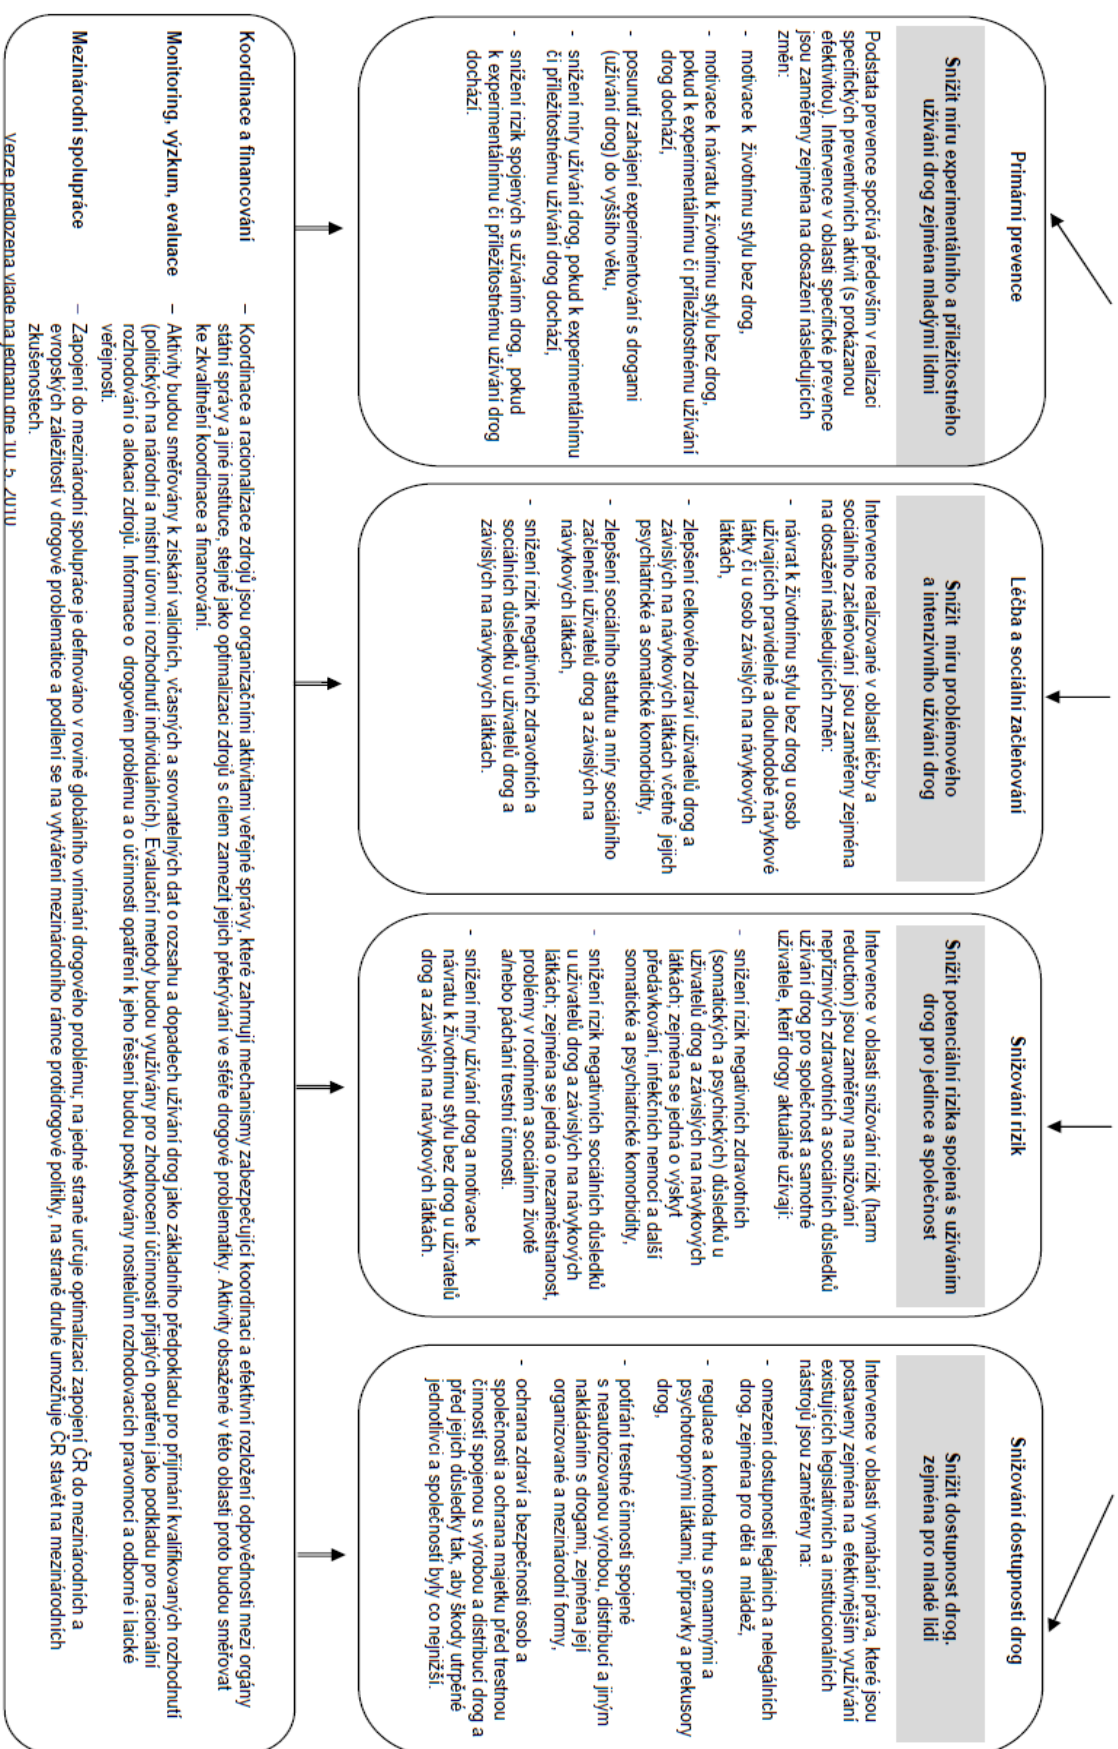 Primární prevence
Snížit míru experimentálního a příležitostného
užívání drog zejména mladými lidmi
Podstata prevence spočívá především v realizaci
specifických preventivních aktivit (s prokázanou
efektivitou). Intervence v oblasti specifické prevence
jsou zaměřeny zejména na dosažení následujících
změn:
- motivace k životnímu stylu bez drog,
- motivace k návratu k životnímu stylu bez drog,
pokud k experimentálnímu či příležitostnému užívání
drog dochází,
- posunutí zahájení experimentování s drogami
(užívání drog) do vyššího věku,
- snížení míry užívání drog, pokud k experimentálnímu
či příležitostnému užívání drog dochází,
- snížení rizik spojených s užíváním drog, pokud
k experimentálnímu či příležitostnému užívání drog
dochází.
Léčba a sociální začleňování
Snížit míru problémového
a intenzivního užívání drog
Intervence realizované v oblasti léčby a
sociálního začleňování jsou zaměřeny zejména
na dosažení následujících změn:
- návrat k životnímu stylu bez drog u osob
užívajících pravidelně a dlouhodobě návykové
látky či u osob závislých na návykových
látkách,
- zlepšení celkového zdraví uživatelů drog a
závislých na návykových látkách včetně jejich
psychiatrické a somatické komorbidity,
- zlepšení sociálního statutu a míry sociálního
začlenění uživatelů drog a závislých na
návykových látkách,
- snížení rizik negativních zdravotních a
sociálních důsledků u uživatelů drog a
závislých na návykových látkách.
Snižování rizik
Snížit potenciální rizika spojená s užíváním
drog pro jedince a společnost
Intervence v oblasti snižování rizik (harm
reduction) jsou zaměřeny na snižování
nepříznivých zdravotních a sociálních důsledků
užívání drog pro společnost a samotné
uživatele, kteří drogy aktuálně užívají:
- snížení rizik negativních zdravotních
(somatických a psychických) důsledků u
uživatelů drog a závislých na návykových
látkách; zejména se jedná o výskyt
předávkování, infekčních nemocí a další
somatické a psychiatrické komorbidity,
- snížení rizik negativních sociálních důsledků
u uživatelů drog a závislých na návykových
látkách; zejména se jedná o nezaměstnanost,
problémy v rodinném a sociálním životě
a/nebo páchání trestní činnosti.
- snížení míry užívání drog a motivace k
návratu k životnímu stylu bez drog u uživatelů
drog a závislých na návykových látkách.
Snižování dostupnosti drog
Snížit dostupnost drog.
zejména pro mladé lidi
Intervence v oblasti vymáhání práva, které jsou
postaveny zejména na efektivnějším využívání
existujících legislativních a institucionálních
nástrojů jsou zaměřeny na:
- omezení dostupnosti legálních a nelegálních
drog, zejména pro děti a mládež,
- regulace a kontrola trhu s omamnými a
psychotropnými látkami, přípravky a prekusory
drog,
- potírání trestné činnosti spojené
s neautorizovanou výrobou, distribucí a jiným
nakládáním s drogami, zejména její
organizované a mezinárodní formy,
- ochrana zdraví a bezpečnosti osob a
společnosti a ochrana majetku před trestnou
činností spojenou s výrobou a distribucí drog a
před jejich důsledky tak, aby škody utrpěné
jednotlivci a společností byly co nejnižší.
Koordinace a financování – Koordinace a racionalizace zdrojů jsou organizačními aktivitami veřejné správy, které zahrnují mechanismy zabezpečující koordinaci a efektivní rozložení odpovědnosti mezi orgány
státní správy a jiné instituce, stejně jako optimalizaci zdrojů s cílem zamezit jejich překrývání ve sféře drogové problematiky. Aktivity obsažené v této oblasti proto budou směřovat
ke zkvalitnění koordinace a financování.
Monitoring, výzkum, evaluace – Aktivity budou směřovány k získání validních, včasných a srovnatelných dat o rozsahu a dopadech užívání drog jako základního předpokladu pro přijímání kvalifikovaných rozhodnutí
(politických na národní a místní úrovni i rozhodnutí individuálních). Evaluační metody budou využívány pro zhodnocení účinnosti přijatých opatření jako podkladu pro racionální
rozhodování o alokaci zdrojů. Informace o drogovém problému a o účinnosti opatření k jeho řešení budou poskytovány nositelům rozhodovacích pravomocí a odborné i laické
veřejnosti.
Mezinárodní spolupráce – Zapojení do mezinárodní spolupráce je definováno v rovině globálního vnímání drogového problému; na jedné straně určuje optimalizaci zapojení ČR do mezinárodních a
evropských záležitostí v drogové problematice a podílení se na vytváření mezinárodního rámce protidrogové politiky, na straně druhé umožňuje ČR stavět na mezinárodních
zkušenostech.
Verze předložená vládě na jednání dne 10. 5. 2010